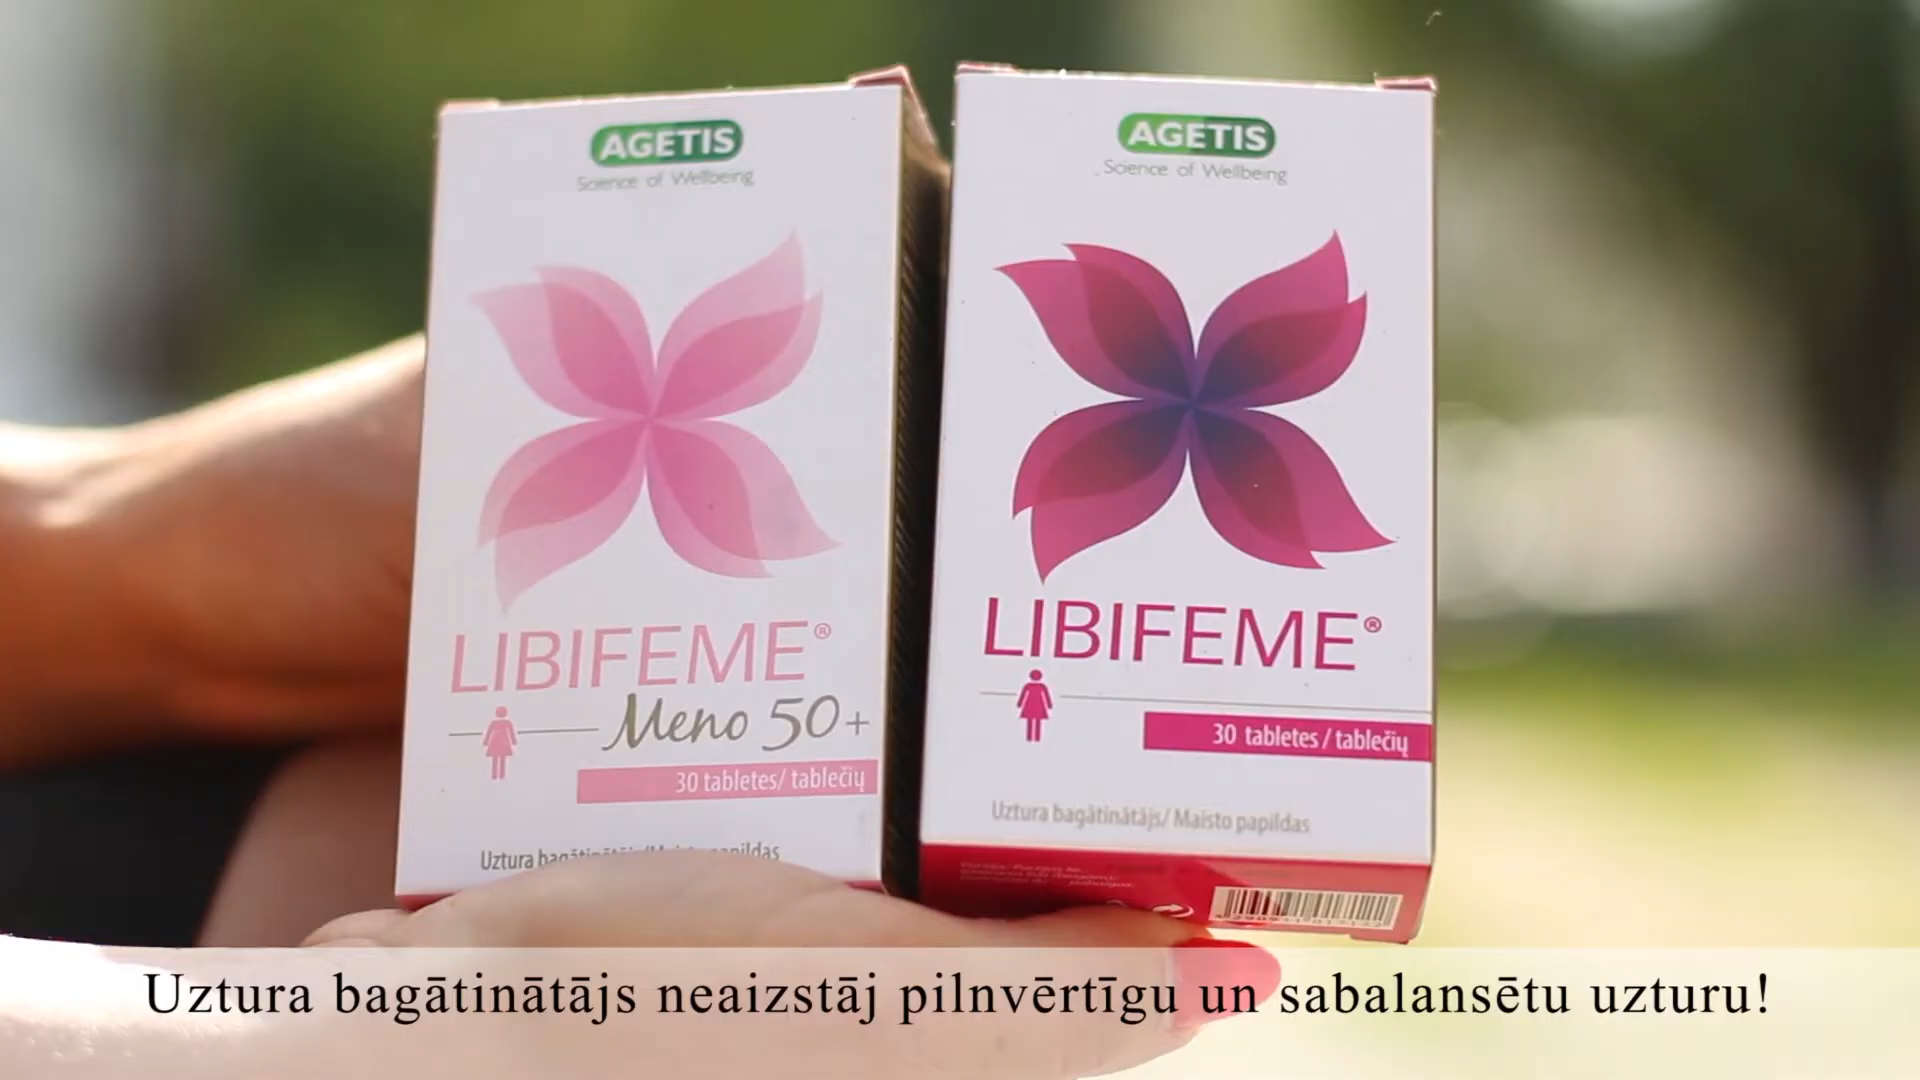 AGETIS
Science of Wellbeing
LIBIFEME®
Meno 50+
30 tabletes/ tablečių
Uztura
AGETIS
Science of Wellbeing
LIBIFEME®
30 tabletes / tablečių
Uztura bagātinātājs/ Maisto papildas
Uztura bagātinātājs neaizstāj pilnvērtīgu un sabalansētu uzturu!